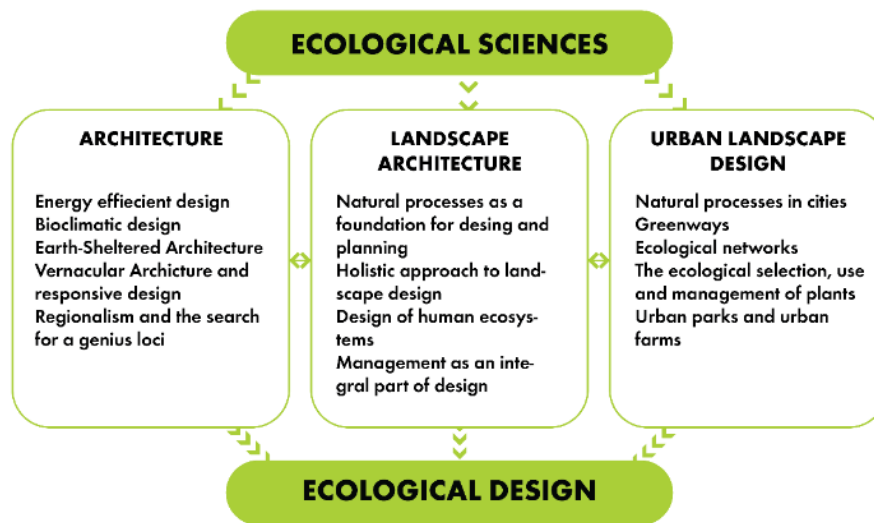 ECOLOGICAL SCIENCES
ARCHITECTURE
Energy effiecient design
Bioclimatic design
Earth-Sheltered Architecture
Vernacular Archicture and
responsive design
Regionalism and the search
for a genius loci
LANDSCAPE
ARCHITECTURE
Natural processes as a
foundation for desing and
planning
Holistic approach to land-
scape design
Design of human ecosys-
tems
Management as an inte-
gral part of design
URBAN LANDSCAPE
DESIGN
Natural processes in cities
Greenways
Ecological networks
The ecological selection, use
and management of plants
Urban parks and urban
farms
ECOLOGICAL DESIGN